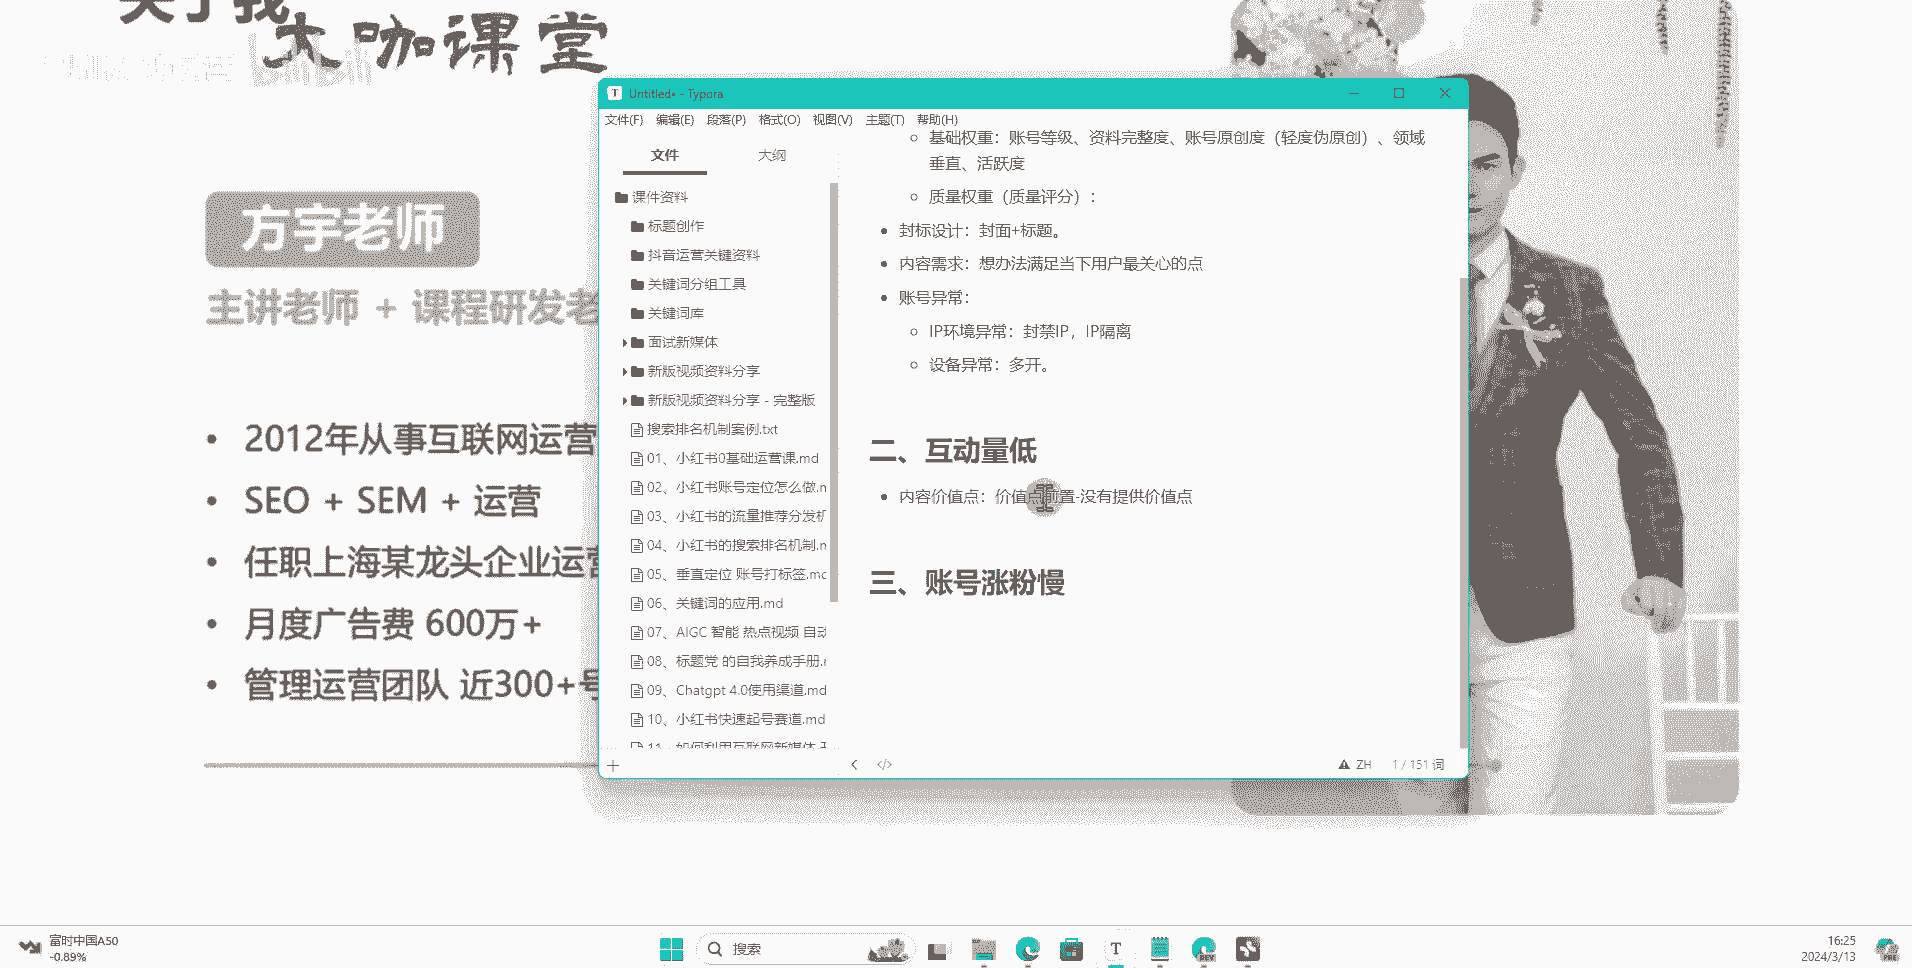 关于我
大咖课堂
bilibili
方宇老师
主讲老师 + 课程研发老
2012年从事互联网运营
SEO + SEM + 运营
任职上海某龙头企业运营
月度广告费 600万+
管理运营团队 近300+号
Untitled• - Typora
文件(F) 编辑(E) 段落(P) 格式(O) 视图(V) 主题(T) 帮助(H)
文件 大纲
课件资料
标题创作
抖音运营关键资料
关键词分组工具
关键词库
面试新媒体
新版视频资料分享
新版视频资料分享 - 完整版
搜索排名机制案例.txt
01、小红书0基础运营课.md
02、小红书账号定位怎么做.m
03、小红书的流量推荐分发机
04、小红书的搜索排名机制.m
05、垂直定位 账号打标签.md
06、关键词的应用.md
07、AIGC 智能 热点视频 自动
08、标题党 的自我养成手册.
09、Chatgpt 4.0使用渠道.md
10、小红书快速起号赛道.md
11、如何利用互联网新媒体
基础权重：账号等级、资料完整度、账号原创度（轻度伪原创）、领域
垂直、活跃度
质量权重（质量评分）：
封标设计：封面+标题。
内容需求：想办法满足当下用户最关心的点
账号异常：
IP环境异常：封禁IP，IP隔离
设备异常：多开。
二、互动量低
内容价值点：价值点前置-没有提供价值点
三、账号涨粉慢
ZH 1 / 151 词
富时中国A50
-0.89%
搜索
16:25
2024/3/13